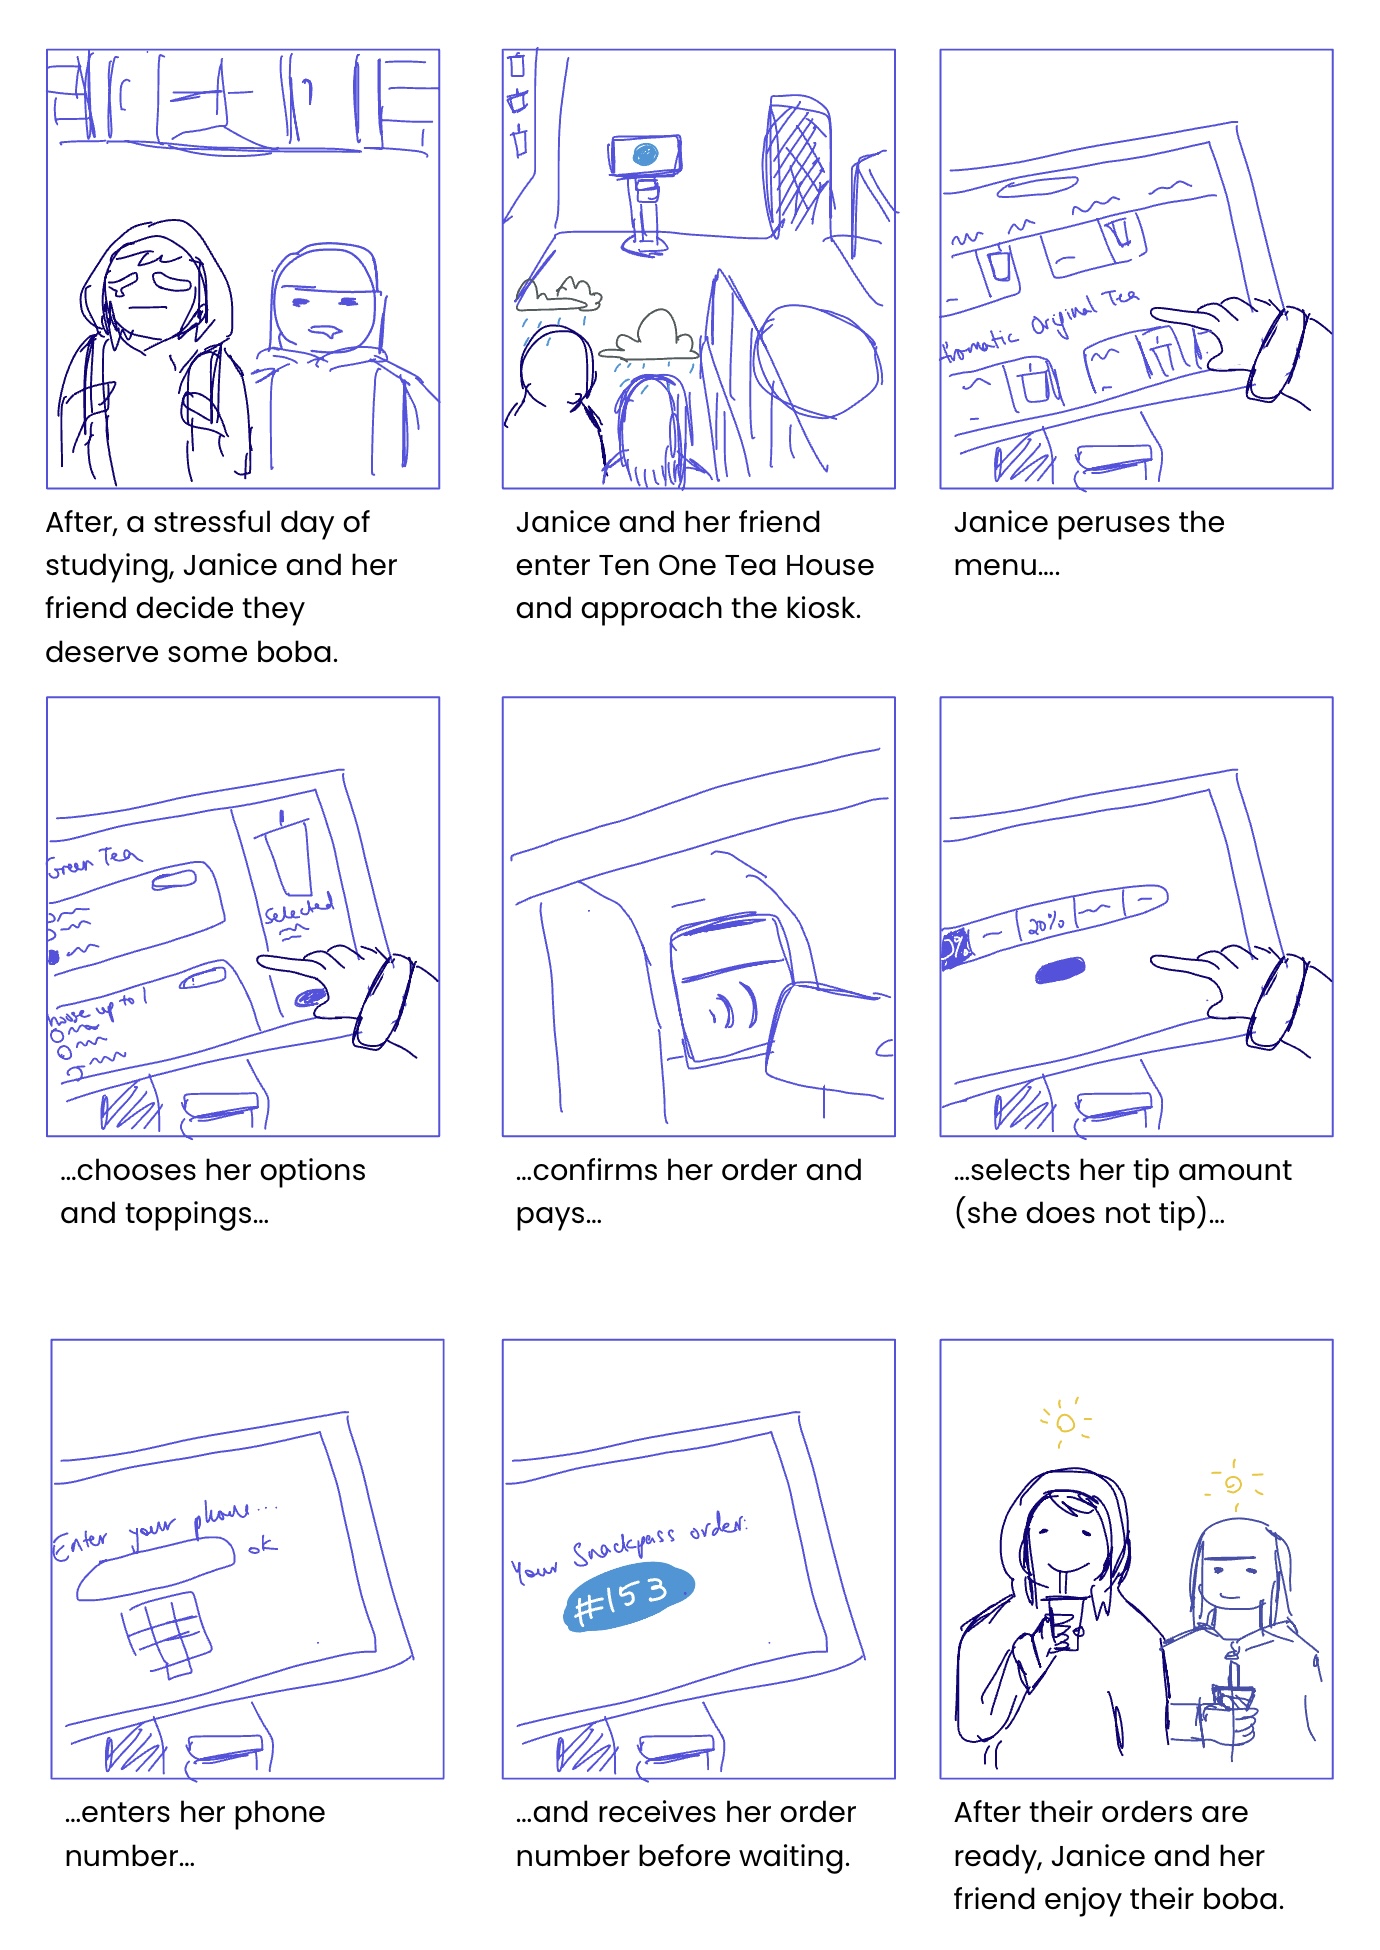 After, a stressful day of
studying, Janice and her
friend decide they
deserve some boba.
Janice and her friend
enter Ten One Tea House
and approach the kiosk.
Aromatic Original Tea
Janice peruses the
menu....
Green Tea
Selected
hoose up to 1
...chooses her options
and toppings...
...confirms her order and
pays...
0%
20%
...selects her tip amount
(she does not tip)...
Enter your phone...
ok
...enters her phone
number...
Your Snackpass order:
#153
...and receives her order
number before waiting.
After their orders are
ready, Janice and her
friend enjoy their boba.